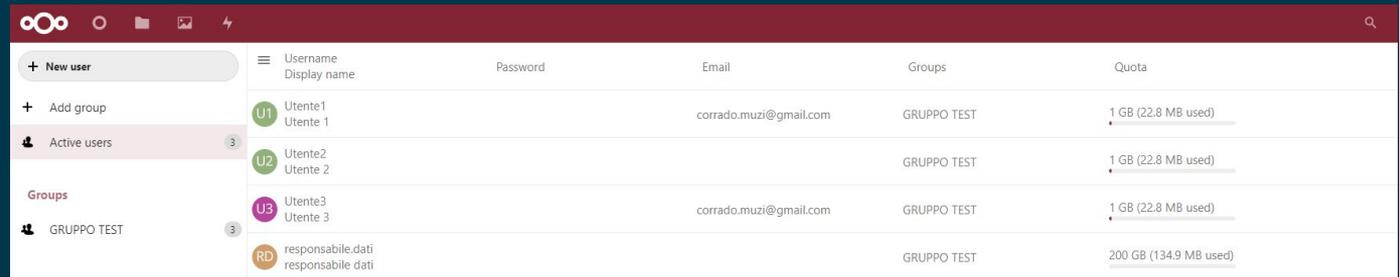 + New user
+ Add group
Active users 3
Groups
GRUPPO TEST 3
Username
Display name
Password
Email
Groups
Quota
U1
Utente1
Utente 1
corrado.muzi@gmail.com
GRUPPO TEST
1 GB (22.8 MB used)
U2
Utente2
Utente 2
GRUPPO TEST
1 GB (22.8 MB used)
U3
Utente3
Utente 3
corrado.muzi@gmail.com
GRUPPO TEST
1 GB (22.8 MB used)
RD
responsabile.dati
responsabile dati
GRUPPO TEST
200 GB (134.9 MB used)